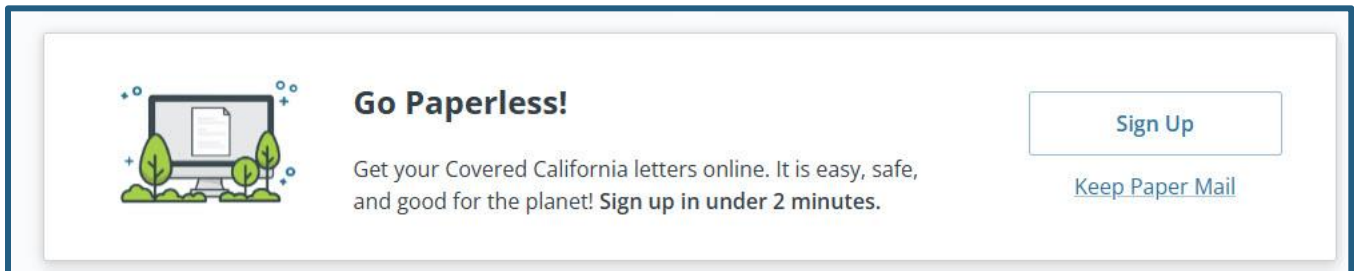 Go Paperless!
Get your Covered California letters online. It is easy, safe,
and good for the planet! Sign up in under 2 minutes.
Sign Up
Keep Paper Mail